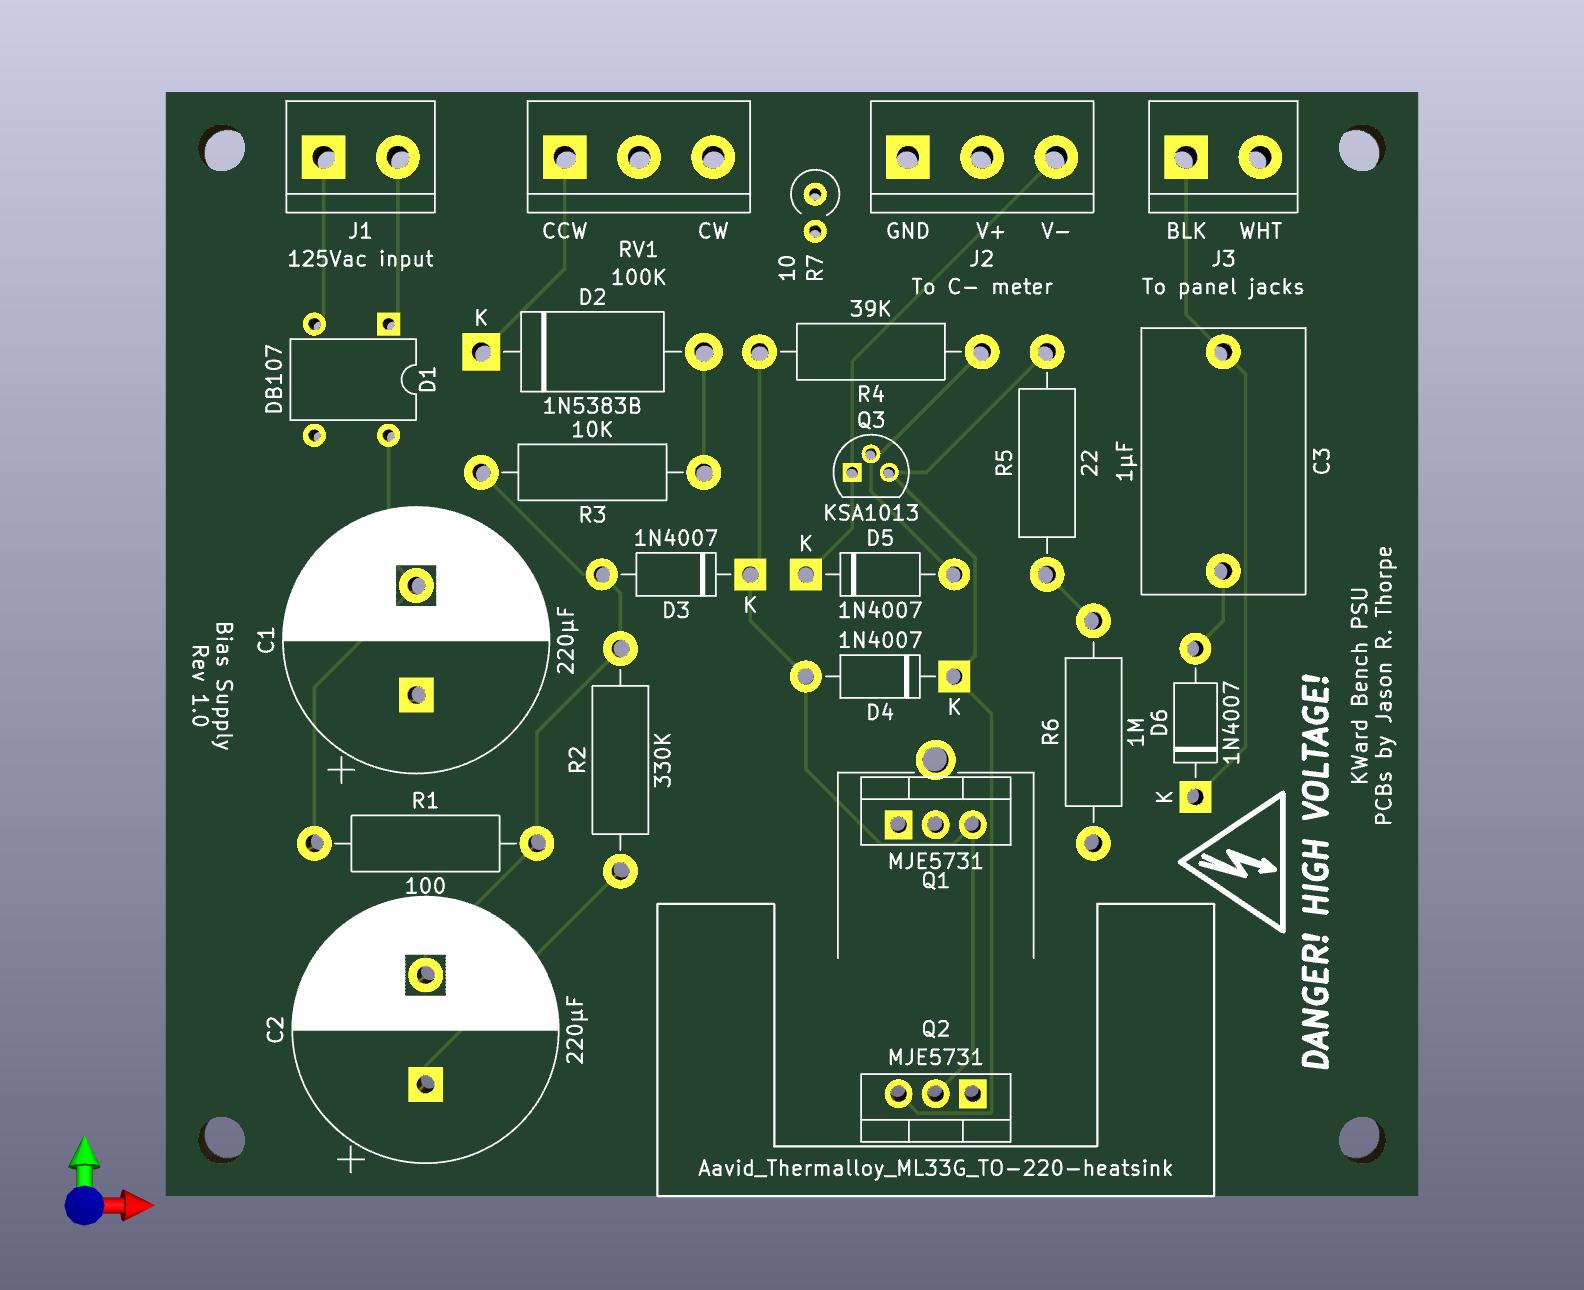 J1
125Vac input
CCW
CW
RV1
100K
10
R7
GND
V+
V-
J2
To C- meter
BLK
WHT
J3
To panel jacks
DB107
D1
K
D2
1N5383B
39K
R4
10K
R3
Q3
KSA1013
R5
22
1µF
C3
1N4007
D3
K
K
D5
1N4007
1N4007
D4
K
C1
220µF
Bias Supply
Rev 1.0
R2
330K
R6
1M
D6
1N4007
K
R1
100
MJE5731
Q1
C2
220µF
Q2
MJE5731
Aavid_Thermalloy_ML33G_TO-220-heatsink
DANGER! HIGH VOLTAGE!
KWard Bench PSU
PCBs by Jason R. Thorpe